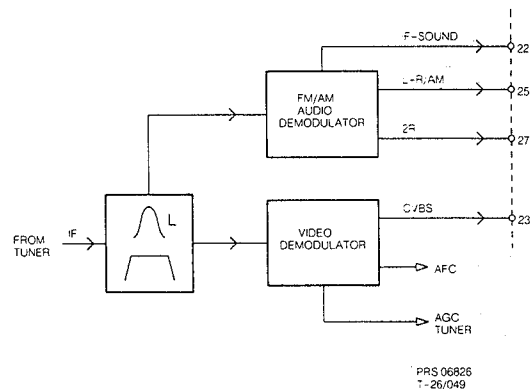 IF-SOUND
22
L-R/AM
25
FM/AM
AUDIO
DEMODULATOR
2R
27
L
CVBS
23
FROM
TUNER
IF
VIDEO
DEMODULATOR
AFC
AGC
TUNER
PRS 06826
T-26/049